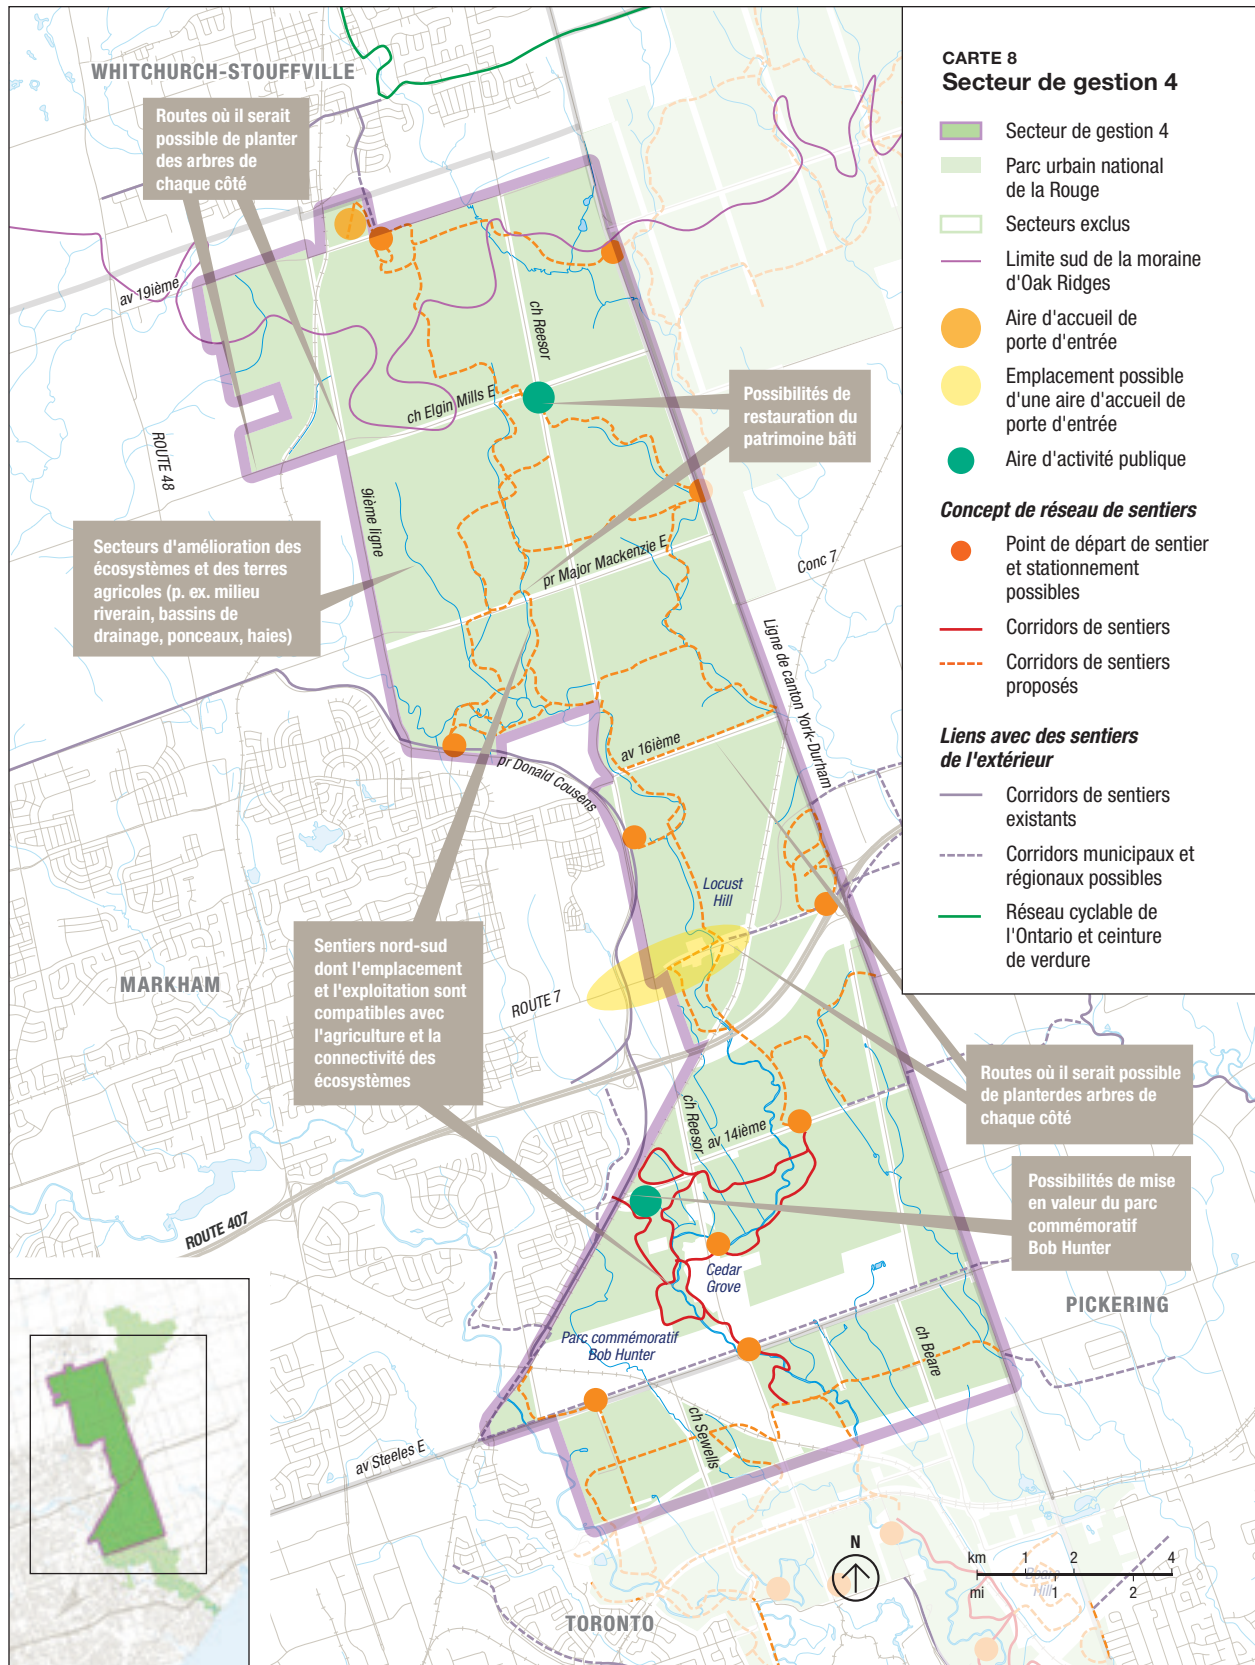 CARTE 8
Secteur de gestion 4
Secteur de gestion 4
Parc urbain national
de la Rouge
Secteurs exclus
Limite sud de la moraine
d'Oak Ridges
Aire d'accueil de
porte d'entrée
Emplacement possible
d'une aire d'accueil de
porte d'entrée
Aire d'activité publique
Concept de réseau de sentiers
Point de départ de sentier
et stationnement
possibles
Corridors de sentiers
Corridors de sentiers
proposés
Liens avec des sentiers
de l'extérieur
Corridors de sentiers
existants
Corridors municipaux et
régionaux possibles
Réseau cyclable de
l'Ontario et ceinture
de verdure
WHITCHURCH-STOUFFVILLE
Routes où il serait
possible de planter
des arbres de
chaque côté
av 19ième
ch Reesor
ch Elgin Mills E
Possibilités de
restauration du
patrimoine bâti
ROUTE 48
9ième ligne
Secteurs d'amélioration des
écosystèmes et des terres
agricoles (p. ex. milieu
riverain, bassins de
drainage, ponceaux, haies)
pr Major Mackenzie E
Conc 7
Ligne de canton York-Durham
av 16ième
pr Donald Cousens
Locust
Hill
Sentiers nord-sud
dont l'emplacement
et l'exploitation sont
compatibles avec
l'agriculture et la
connectivité des
écosystèmes
MARKHAM
ROUTE 7
Routes où il serait possible
de planterdes arbres de
chaque côté
ch Reesor
av 14ième
Possibilités de mise
en valeur du parc
commémoratif
Bob Hunter
ROUTE 407
Cedar
Grove
PICKERING
Parc commémoratif
Bob Hunter
ch Beare
ch Sewells
av Steeles E
TORONTO
N
km 1 2 4
mi 1 2
Beare
Hill